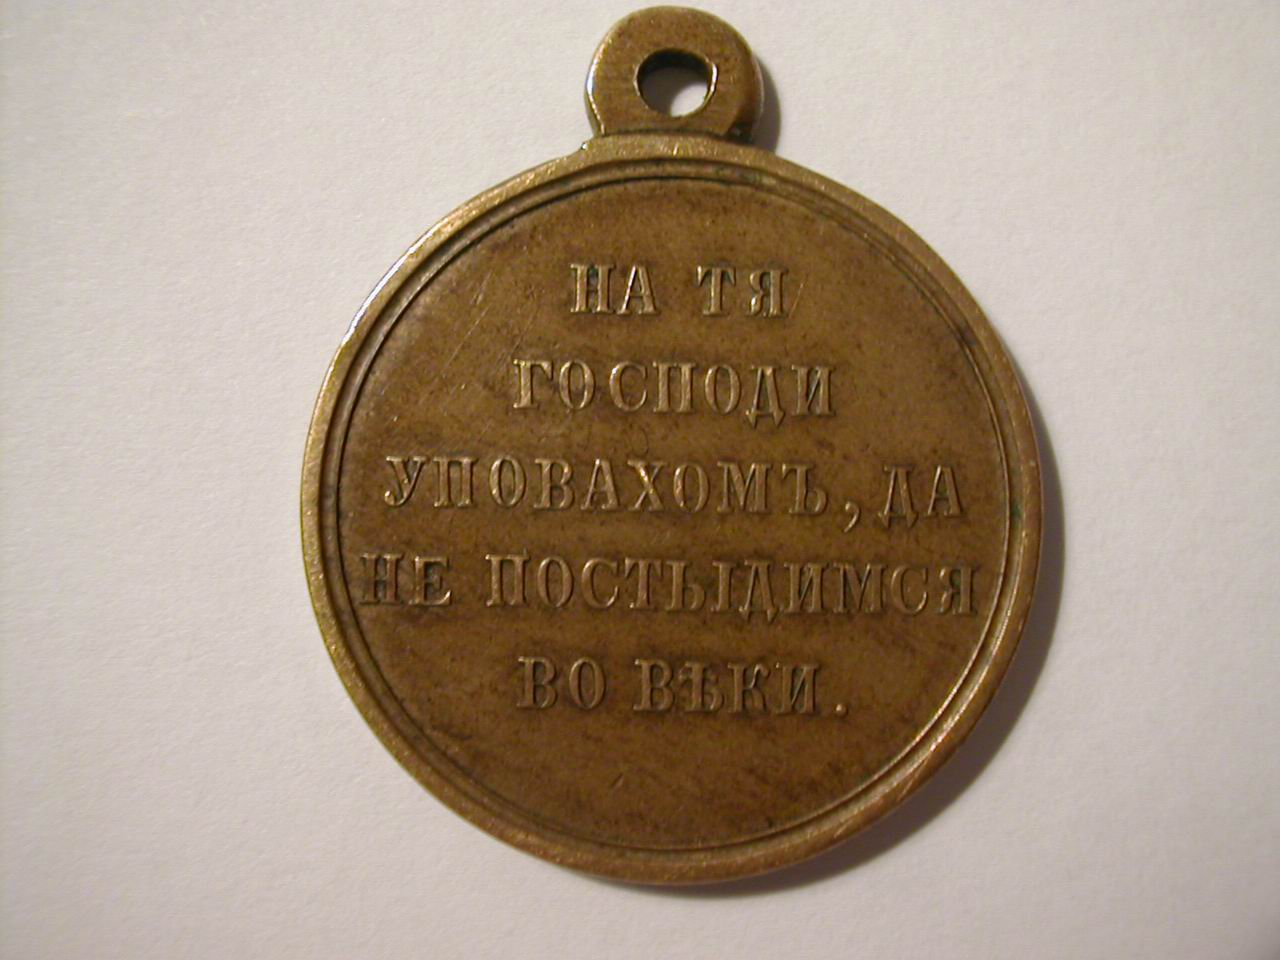 НА ТЯ
ГОСПОДИ
УПОВАХОМЪ, ДА
НЕ ПОСТЫДИМСЯ
ВО ВѢКИ.